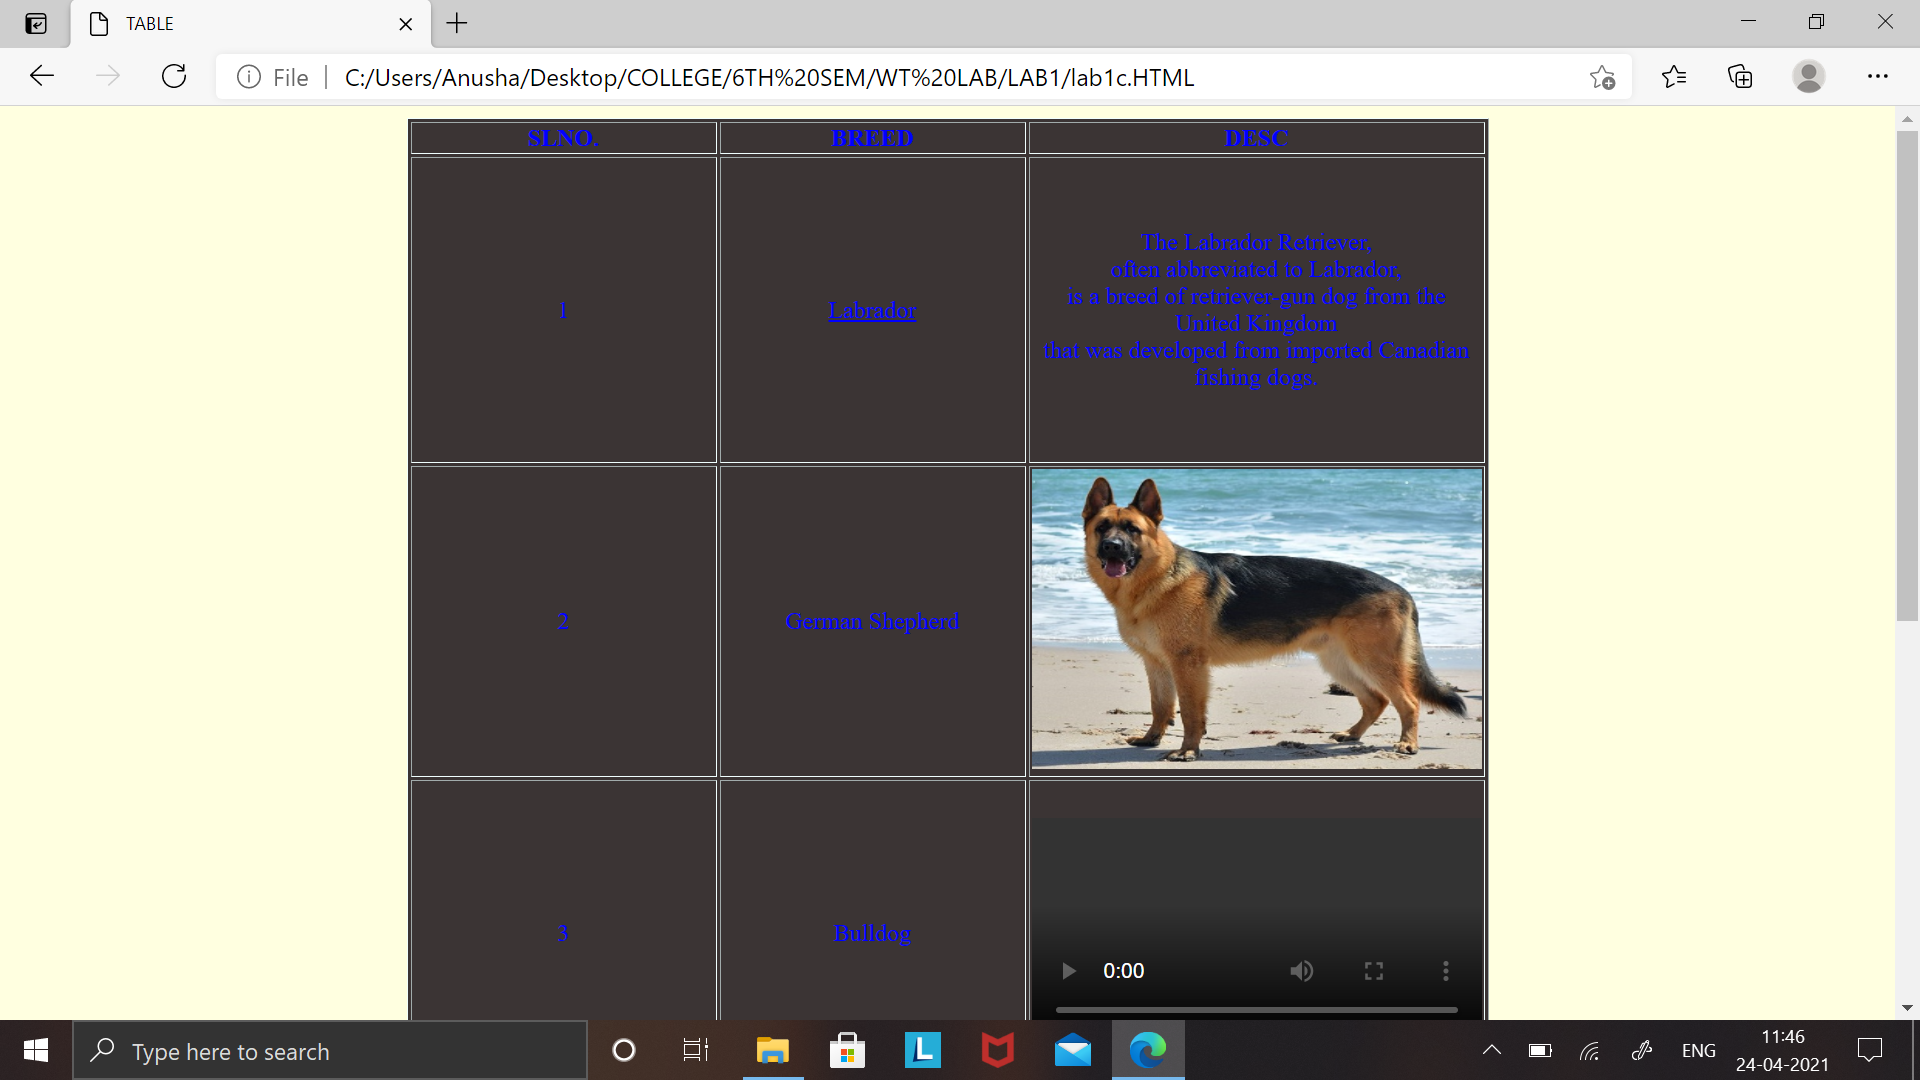 TABLE
File
C:/Users/Anusha/Desktop/COLLEGE/6TH%20SEM/WT%20LAB/LAB1/lab1c.HTML
SLNO. BREED DESC
1
Labrador
The Labrador Retriever,
often abbreviated to Labrador,
is a breed of retriever-gun dog from the
United Kingdom
that was developed from imported Canadian
fishing dogs.
2
German Shepherd
3
Bulldog
0:00
Type here to search
L
ENG
11:46
24-04-2021